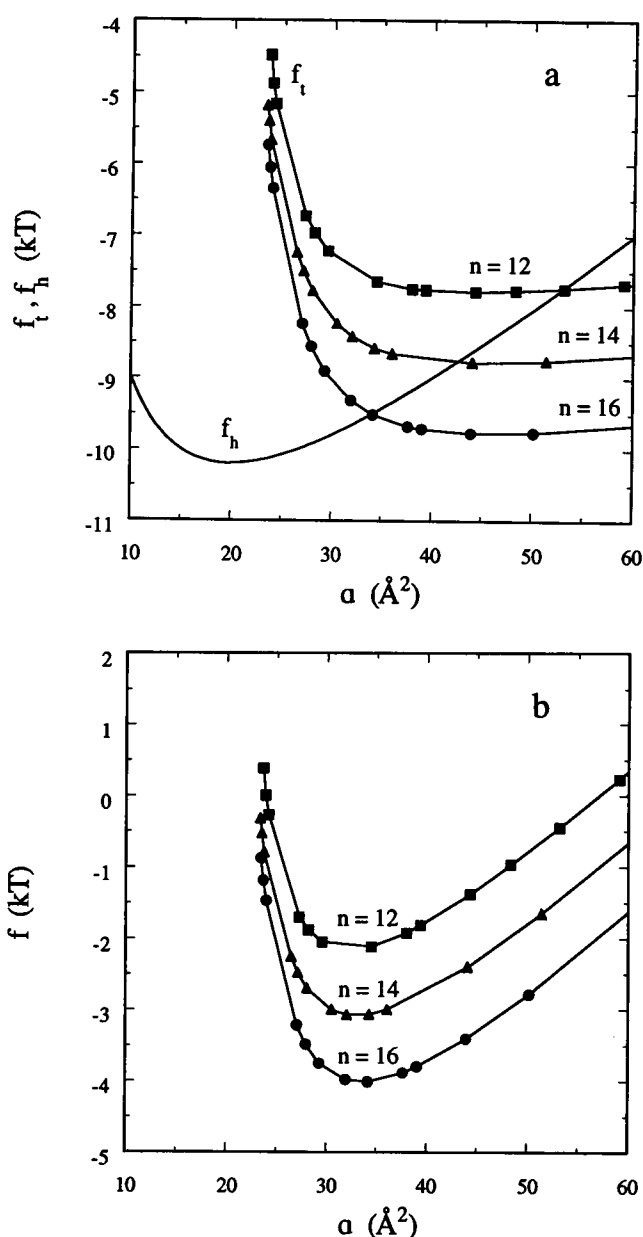 -4
-5
-6
-7
-8
-9
-10
-11
f_t , f_h (kT)
f_t
a
n = 12
n = 14
n = 16
f_h
10 20 30 40 50 60
a (Å²)
2
1
0
-1
-2
-3
-4
-5
f (kT)
b
n = 12
n = 14
n = 16
10 20 30 40 50 60
a (Å²)